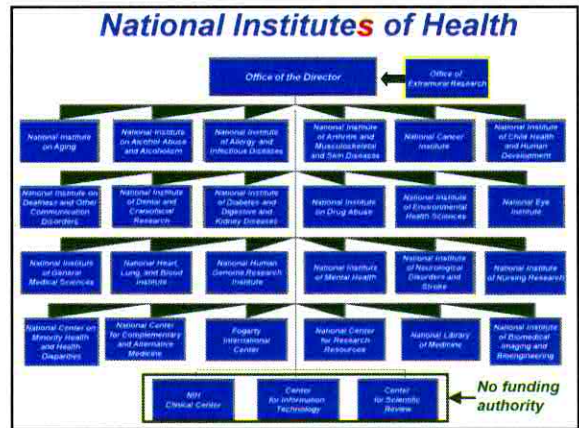 National Institutes of Health
Office of the Director
Office of
Extramural Research
National Institute
on Aging
National Institute
on Alcohol Abuse
and Alcoholism
National Institute
of Allergy and
Infectious Diseases
National Institute
of Arthritis and
Musculoskeletal
and Skin Diseases
National Cancer
Institute
National Institute
of Child Health
and Human
Development
National Institute on
Deafness and Other
Communication
Disorders
National Institute
of Dental and
Craniofacial
Research
National Institute
of Diabetes and
Digestive and
Kidney Diseases
National Institute
on Drug Abuse
National Institute
of Environmental
Health Sciences
National Eye
Institute
National Institute
of General
Medical Sciences
National Heart,
Lung, and Blood
Institute
National Human
Genome Research
Institute
National Institute
of Mental Health
National Institute
of Neurological
Disorders and
Stroke
National Institute
of Nursing Research
National Center on
Minority Health
and Health
Disparities
National Center
for Complementary
and Alternative
Medicine
Fogarty
International
Center
National Center
for Research
Resources
National Library
of Medicine
National Institute
of Biomedical
Imaging and
Bioengineering
NIH
Clinical Center
Center
for Information
Technology
Center
for Scientific
Review
No funding
authority